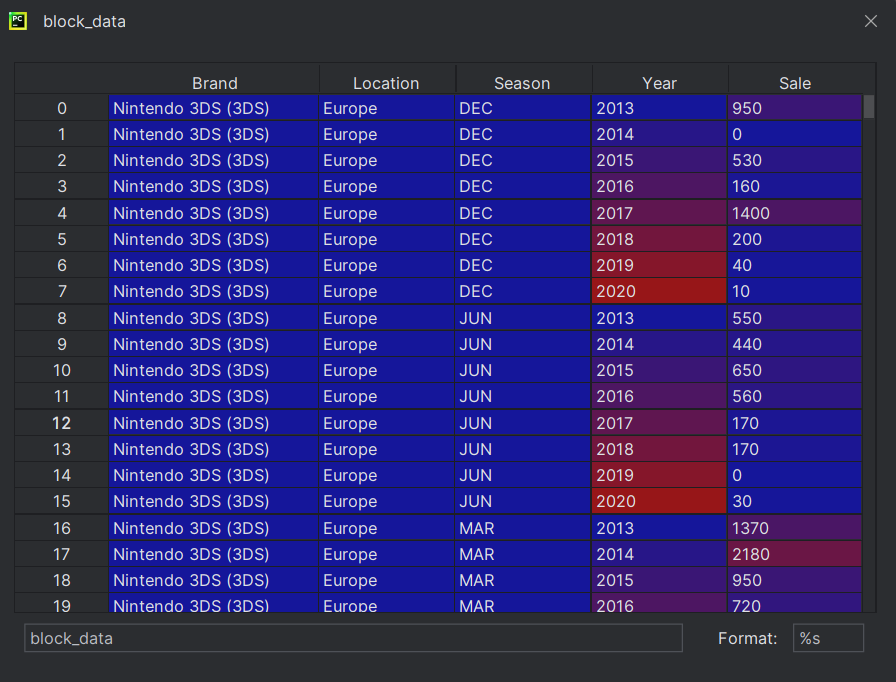 PC block_data
Brand Location Season Year Sale
0 Nintendo 3DS (3DS) Europe DEC 2013 950
1 Nintendo 3DS (3DS) Europe DEC 2014 0
2 Nintendo 3DS (3DS) Europe DEC 2015 530
3 Nintendo 3DS (3DS) Europe DEC 2016 160
4 Nintendo 3DS (3DS) Europe DEC 2017 1400
5 Nintendo 3DS (3DS) Europe DEC 2018 200
6 Nintendo 3DS (3DS) Europe DEC 2019 40
7 Nintendo 3DS (3DS) Europe DEC 2020 10
8 Nintendo 3DS (3DS) Europe JUN 2013 550
9 Nintendo 3DS (3DS) Europe JUN 2014 440
10 Nintendo 3DS (3DS) Europe JUN 2015 650
11 Nintendo 3DS (3DS) Europe JUN 2016 560
12 Nintendo 3DS (3DS) Europe JUN 2017 170
13 Nintendo 3DS (3DS) Europe JUN 2018 170
14 Nintendo 3DS (3DS) Europe JUN 2019 0
15 Nintendo 3DS (3DS) Europe JUN 2020 30
16 Nintendo 3DS (3DS) Europe MAR 2013 1370
17 Nintendo 3DS (3DS) Europe MAR 2014 2180
18 Nintendo 3DS (3DS) Europe MAR 2015 950
19 Nintendo 3DS (3DS) Europe MAR 2016 720
block_data Format: %s